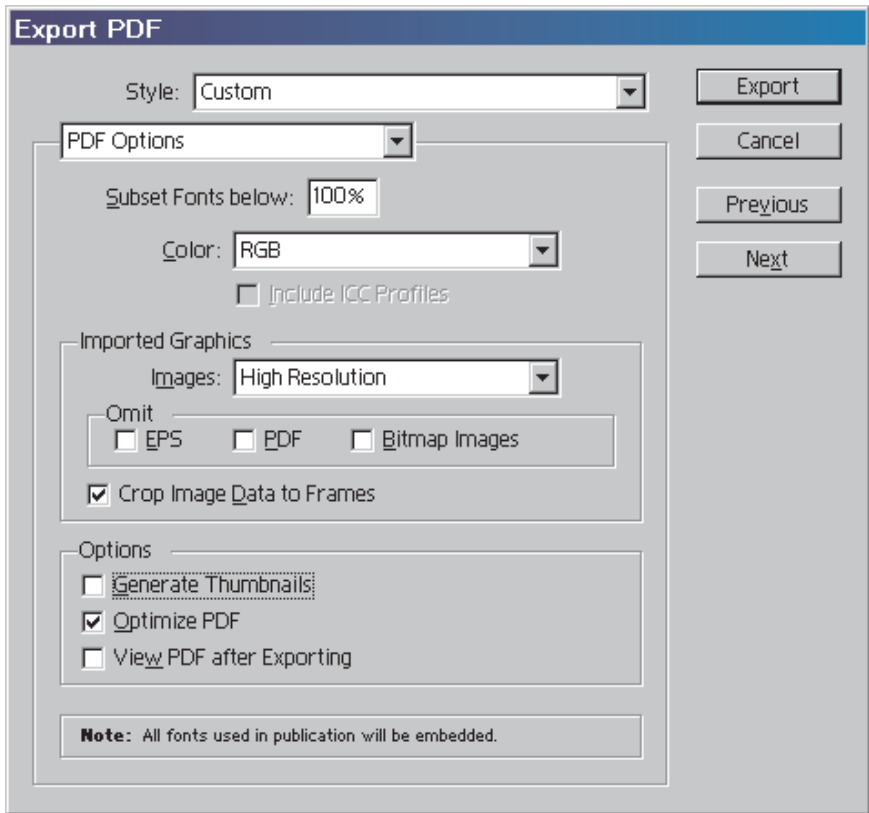 Export PDF
Style: Custom
Export
PDF Options
Cancel
Subset Fonts below: 100%
Previous
Color: RGB
Next
Include ICC Profiles
Imported Graphics
Images: High Resolution
Omit
EPS PDF Bitmap Images
Crop Image Data to Frames
Options
Generate Thumbnails
Optimize PDF
View PDF after Exporting
Note: All fonts used in publication will be embedded.